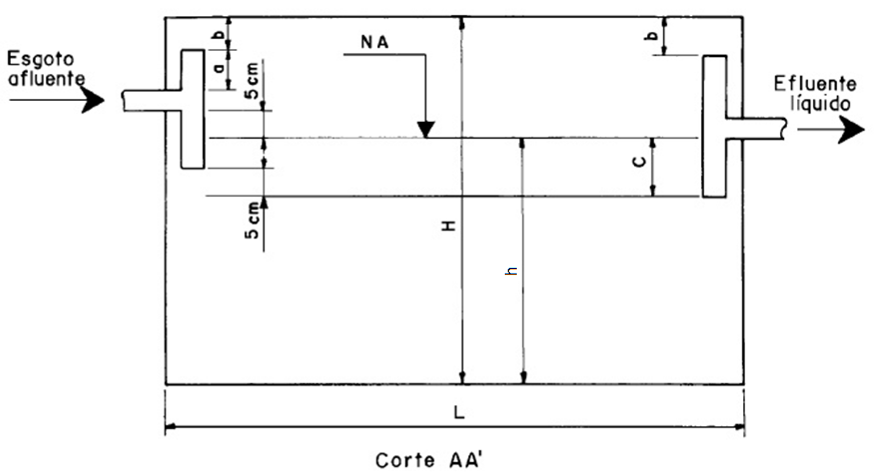 Esgoto
afluente
b
a
5 cm
NA
b
Efluente
líquido
C
5 cm
H
h
L
Corte AA'